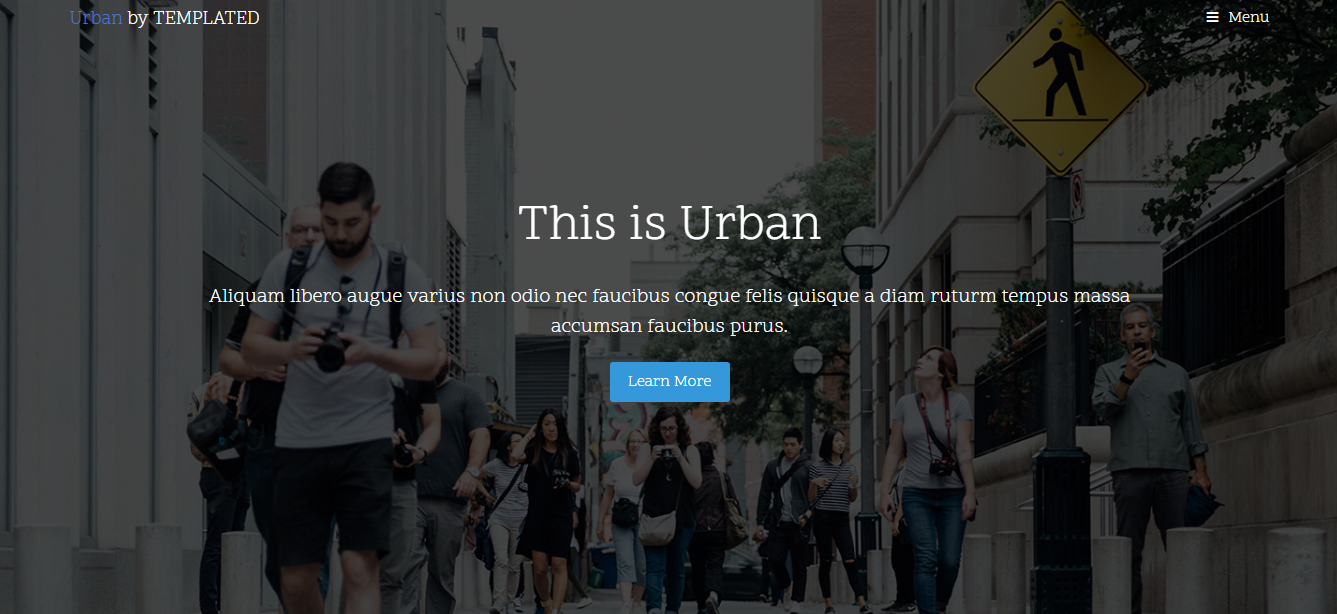 Urban by TEMPLATED
Menu
This is Urban
Aliquam libero augue varius non odio nec faucibus congue felis quisque a diam ruturm tempus massa
accumsan faucibus purus.
Learn More